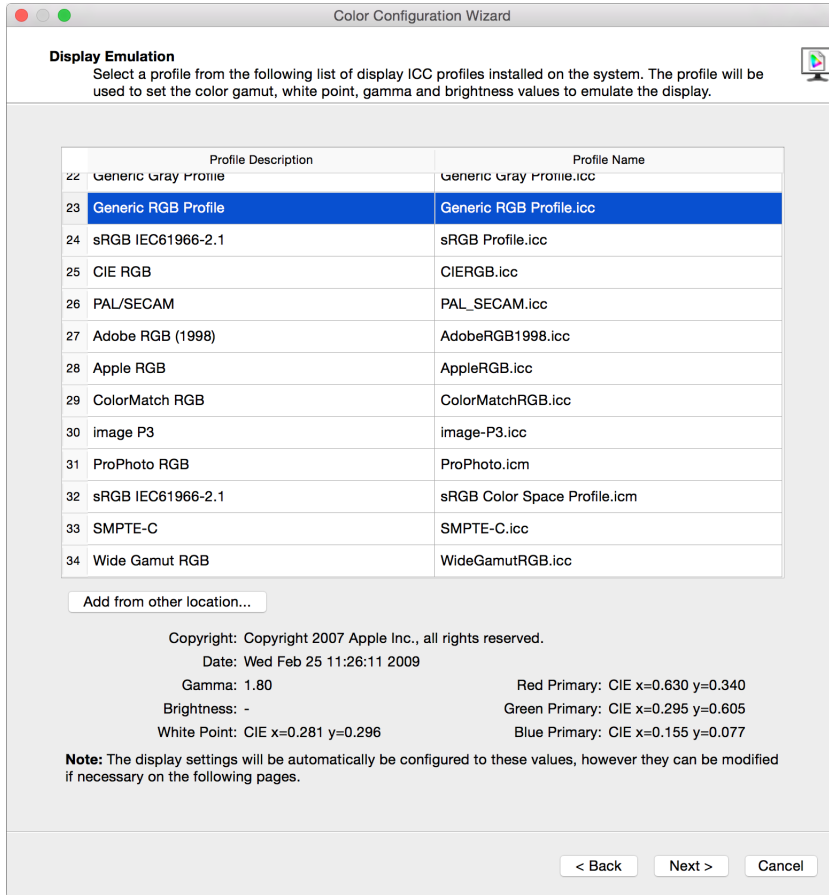 Color Configuration Wizard
Display Emulation
Select a profile from the following list of display ICC profiles installed on the system. The profile will be
used to set the color gamut, white point, gamma and brightness values to emulate the display.
Profile Description Profile Name
22 Generic Gray Profile Generic Gray Profile.icc
23 Generic RGB Profile Generic RGB Profile.icc
24 sRGB IEC61966-2.1 sRGB Profile.icc
25 CIE RGB CIERGB.icc
26 PAL/SECAM PAL_SECAM.icc
27 Adobe RGB (1998) AdobeRGB1998.icc
28 Apple RGB AppleRGB.icc
29 ColorMatch RGB ColorMatchRGB.icc
30 image P3 image-P3.icc
31 ProPhoto RGB ProPhoto.icm
32 sRGB IEC61966-2.1 sRGB Color Space Profile.icm
33 SMPTE-C SMPTE-C.icc
34 Wide Gamut RGB WideGamutRGB.icc
Add from other location...
Copyright: Copyright 2007 Apple Inc., all rights reserved.
Date: Wed Feb 25 11:26:11 2009
Gamma: 1.80 Red Primary: CIE x=0.630 y=0.340
Brightness: - Green Primary: CIE x=0.295 y=0.605
White Point: CIE x=0.281 y=0.296 Blue Primary: CIE x=0.155 y=0.077
Note: The display settings will be automatically be configured to these values, however they can be modified
if necessary on the following pages.
< Back Next > Cancel